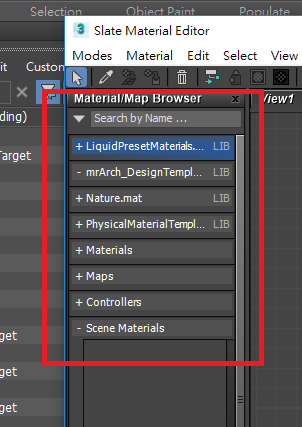 Selection Object Paint Populate
3 Slate Material Editor
it Custon Modes Material Edit Select View
Material/Map Browser x View1
ding) Search by Name ...
+ LiquidPresetMaterials.... LIB
Target - mrArch_DesignTempl... LIB
+ Nature.mat LIB
+ PhysicalMaterialTempl... LIB
+ Materials
+ Maps
+ Controllers
- Scene Materials
get
get
get